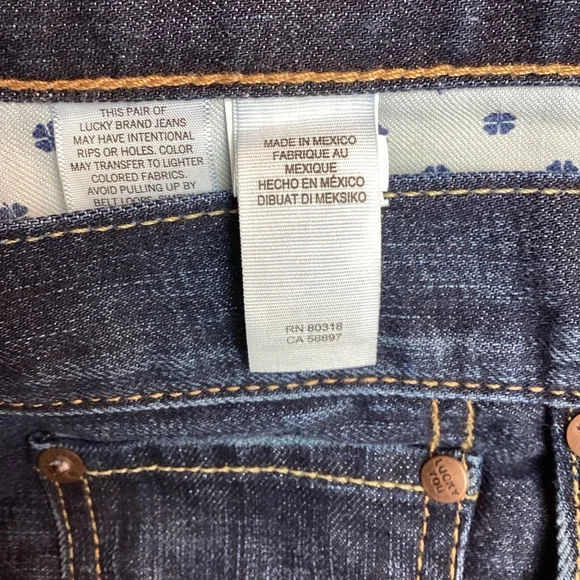 THIS PAIR OF
LUCKY BRAND JEANS
MAY HAVE INTENTIONAL
RIPS OR HOLES. COLOR
MAY TRANSFER TO LIGHTER
COLORED FABRICS.
AVOID PULLING UP BY
BELT LOOPS.
MADE IN MEXICO
FABRIQUE AU
MEXIQUE
HECHO EN MÉXICO
DIBUAT DI MEKSIKO
RN 80318
CA 58897
LUCKY
YOU